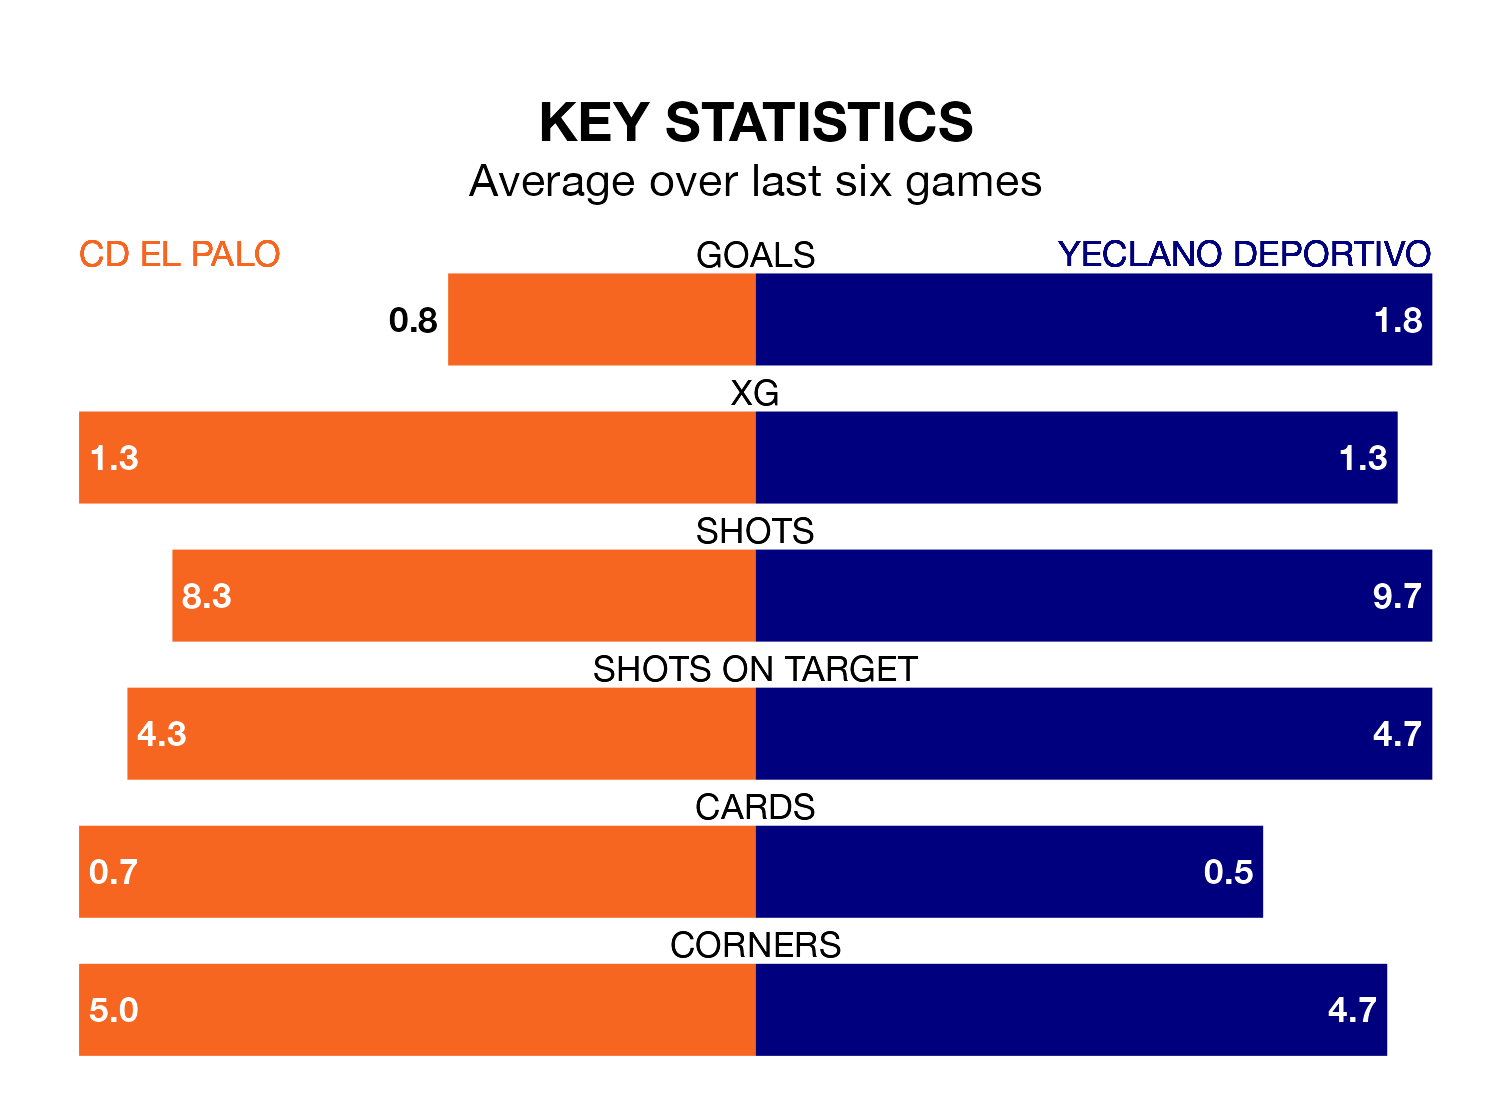 KEY STATISTICS
Average over last six games
CD EL PALO GOALS YECLANO DEPORTIVO
0.8 1.8
XG
1.3 1.3
SHOTS
8.3 9.7
SHOTS ON TARGET
4.3 4.7
CARDS
0.7 0.5
CORNERS
5.0 4.7